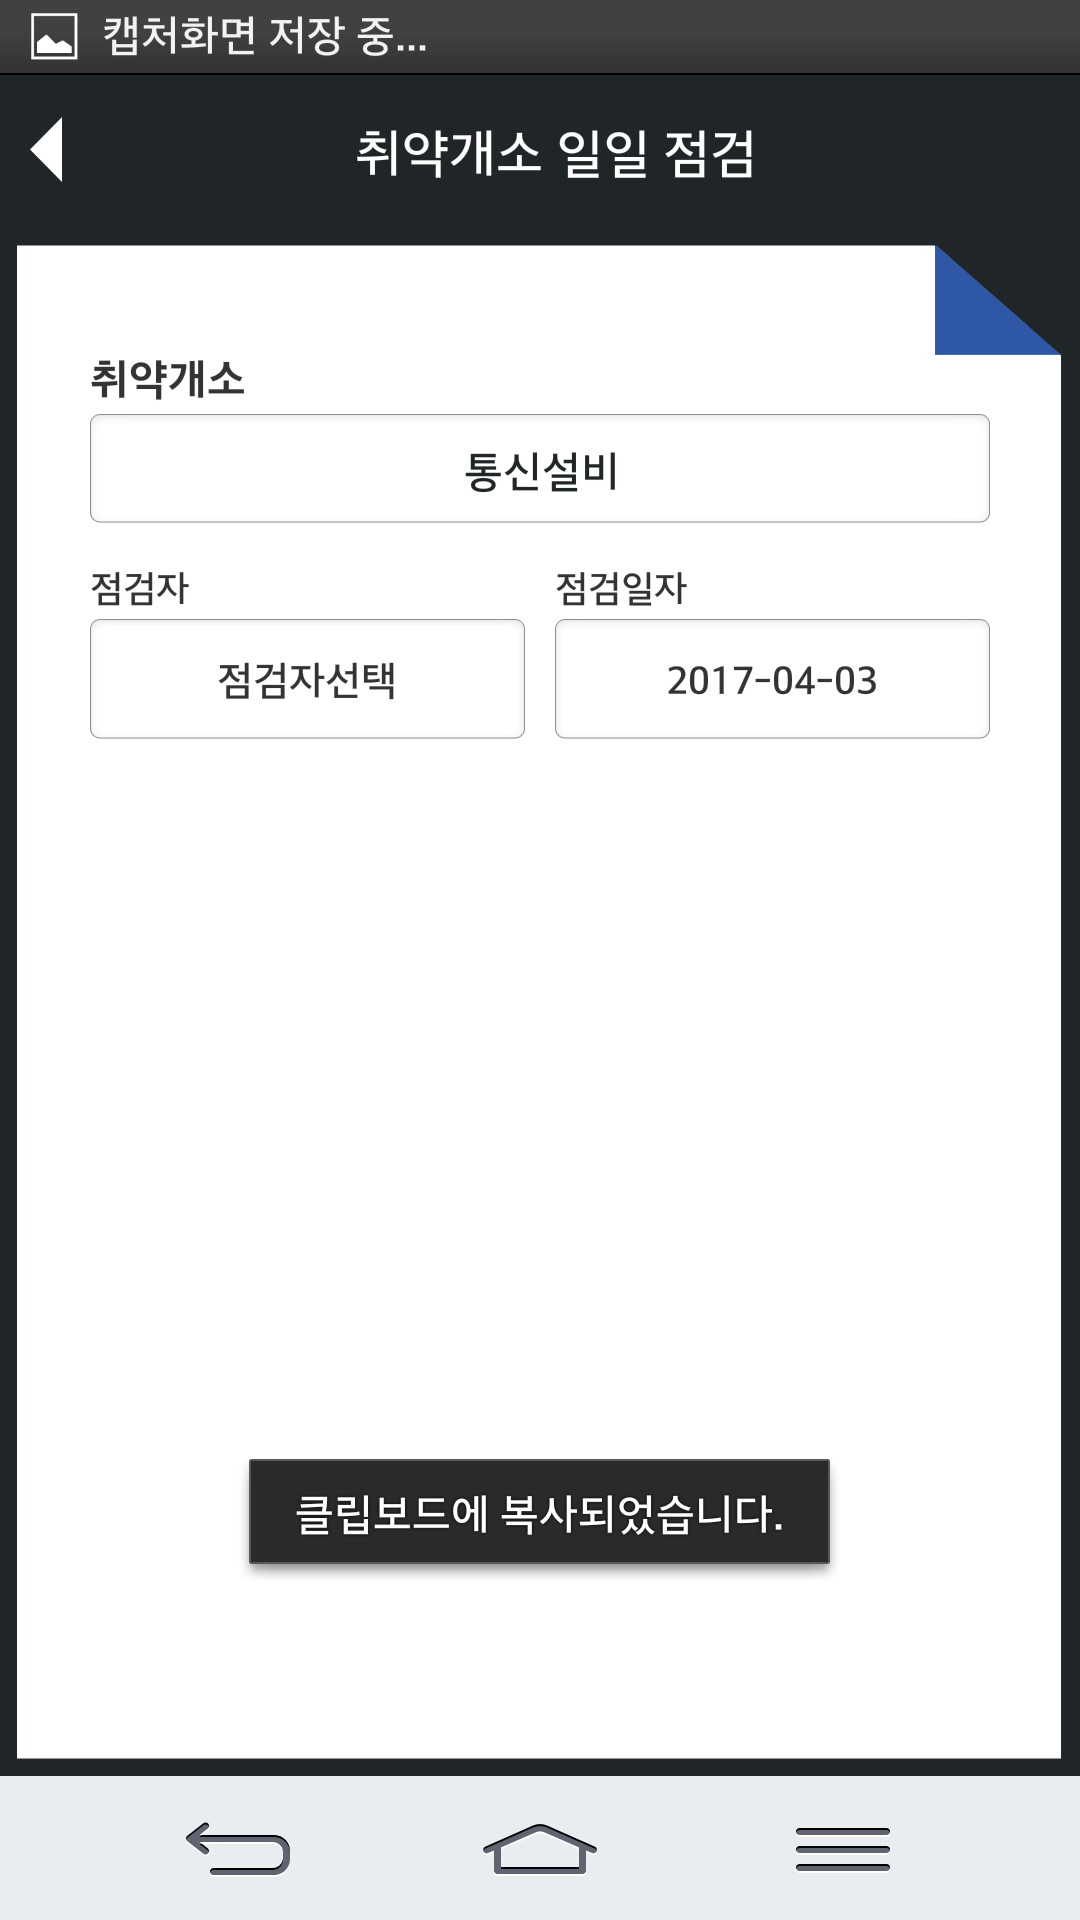 캡처화면 저장 중...
취약개소 일일 점검
취약개소
통신설비
점검자 점검일자
점검자선택 2017-04-03
클립보드에 복사되었습니다.